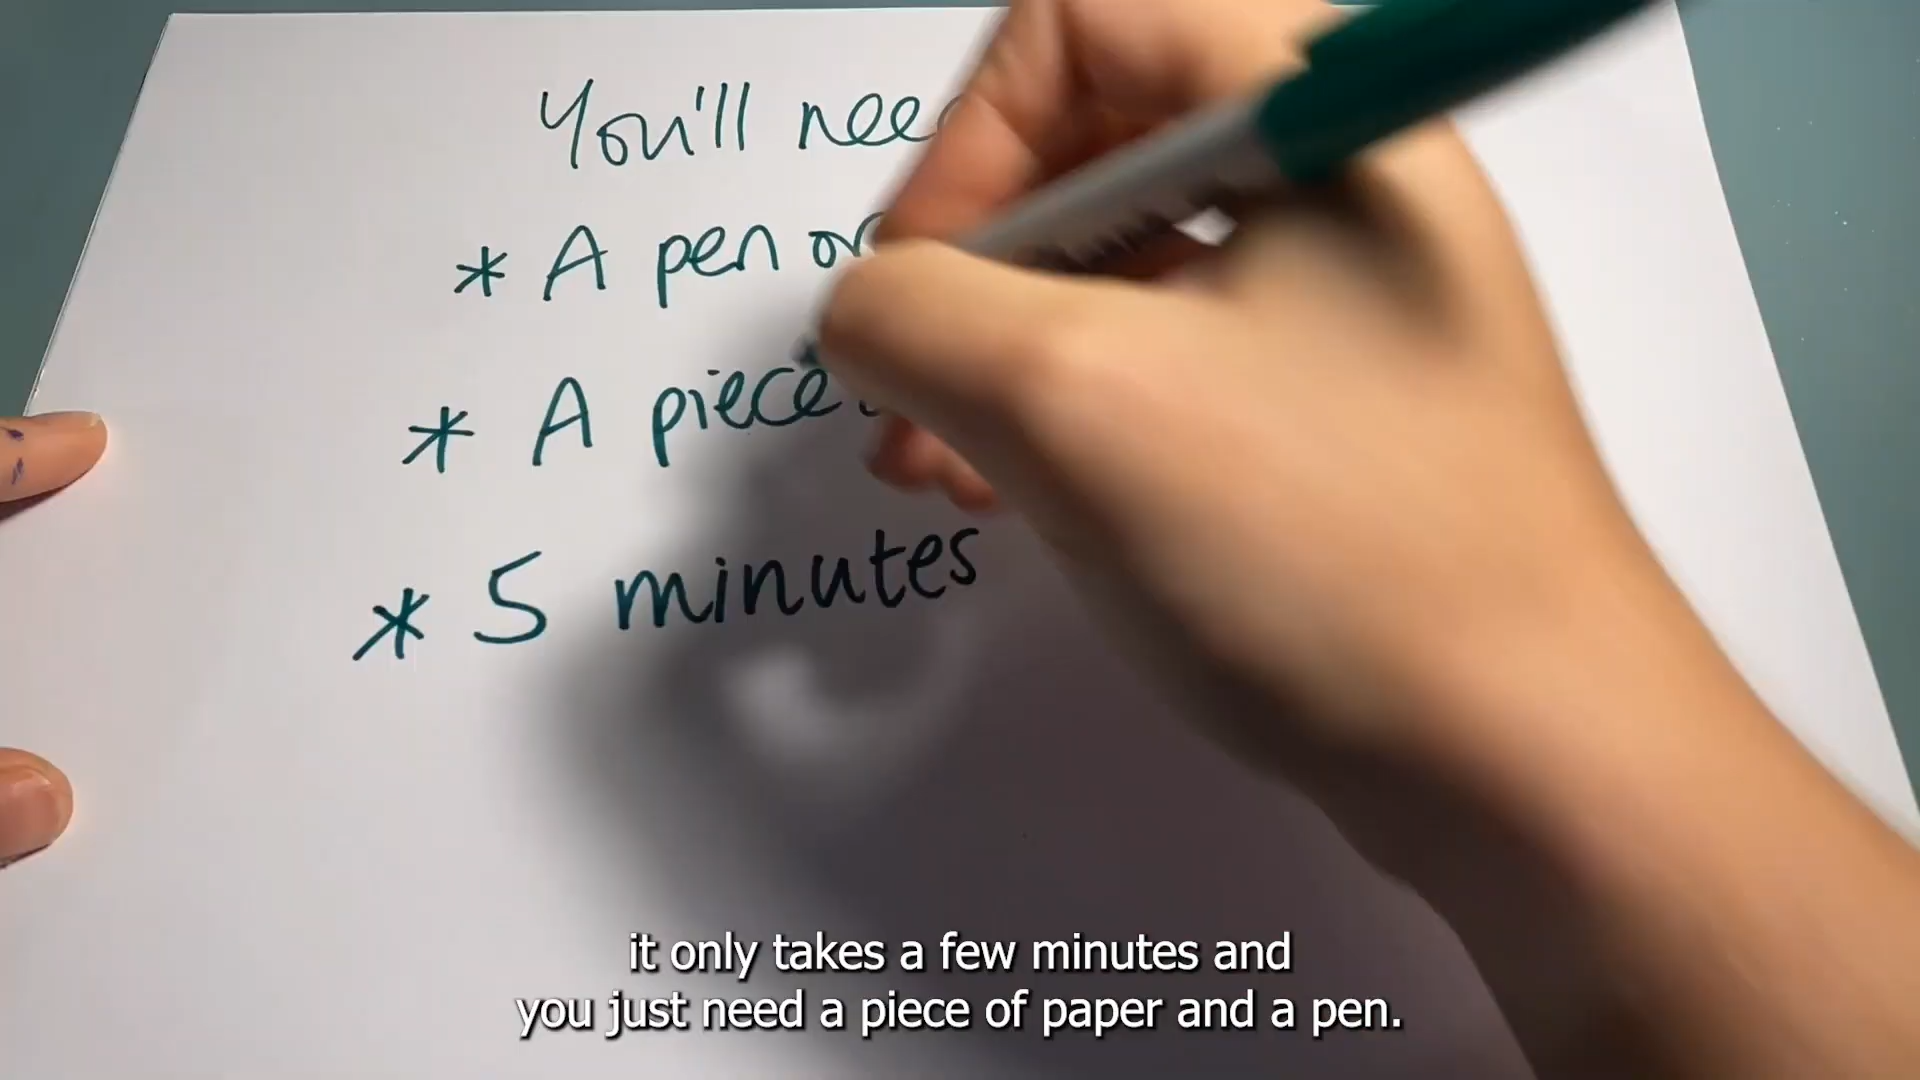 You'll need
* A pen or
* A piece
* 5 minutes
it only takes a few minutes and
you just need a piece of paper and a pen.